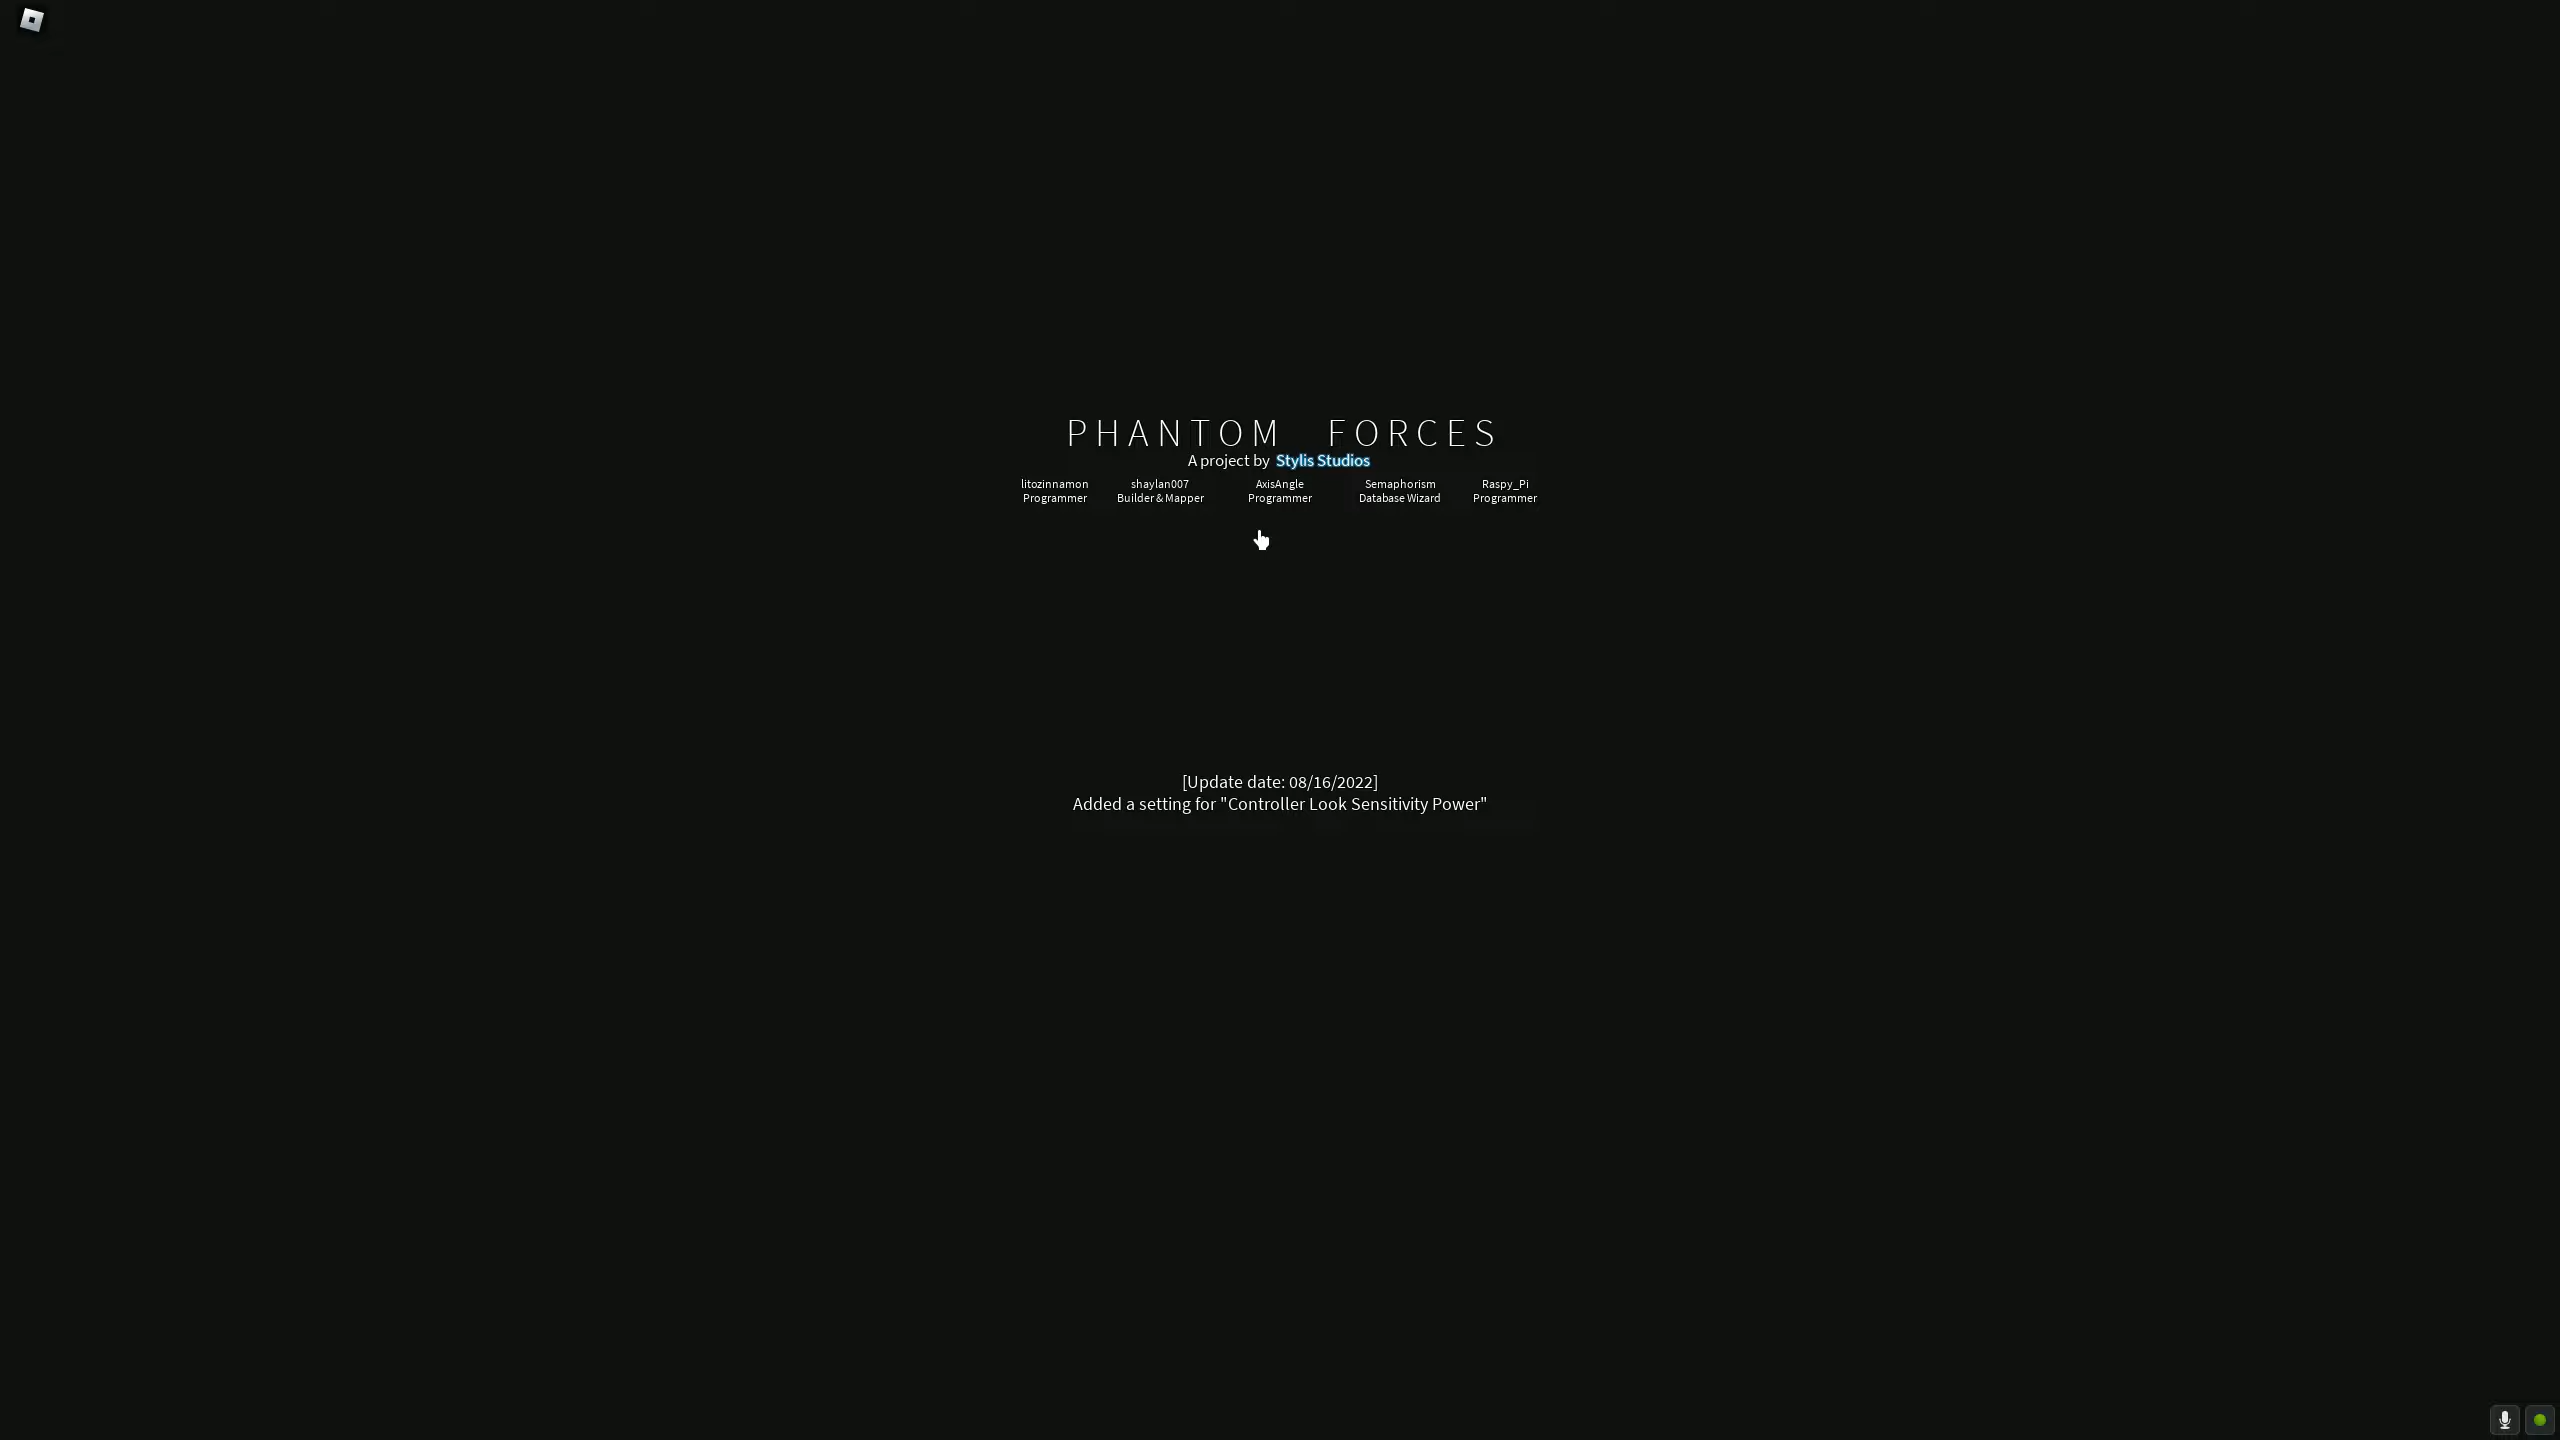 PHANTOM FORCES
A project by Stylis Studios
litozinnamon shaylan007 AxisAngle Semaphorism Raspy_Pi
Programmer Builder & Mapper Programmer Database Wizard Programmer
[Update date: 08/16/2022]
Added a setting for "Controller Look Sensitivity Power"